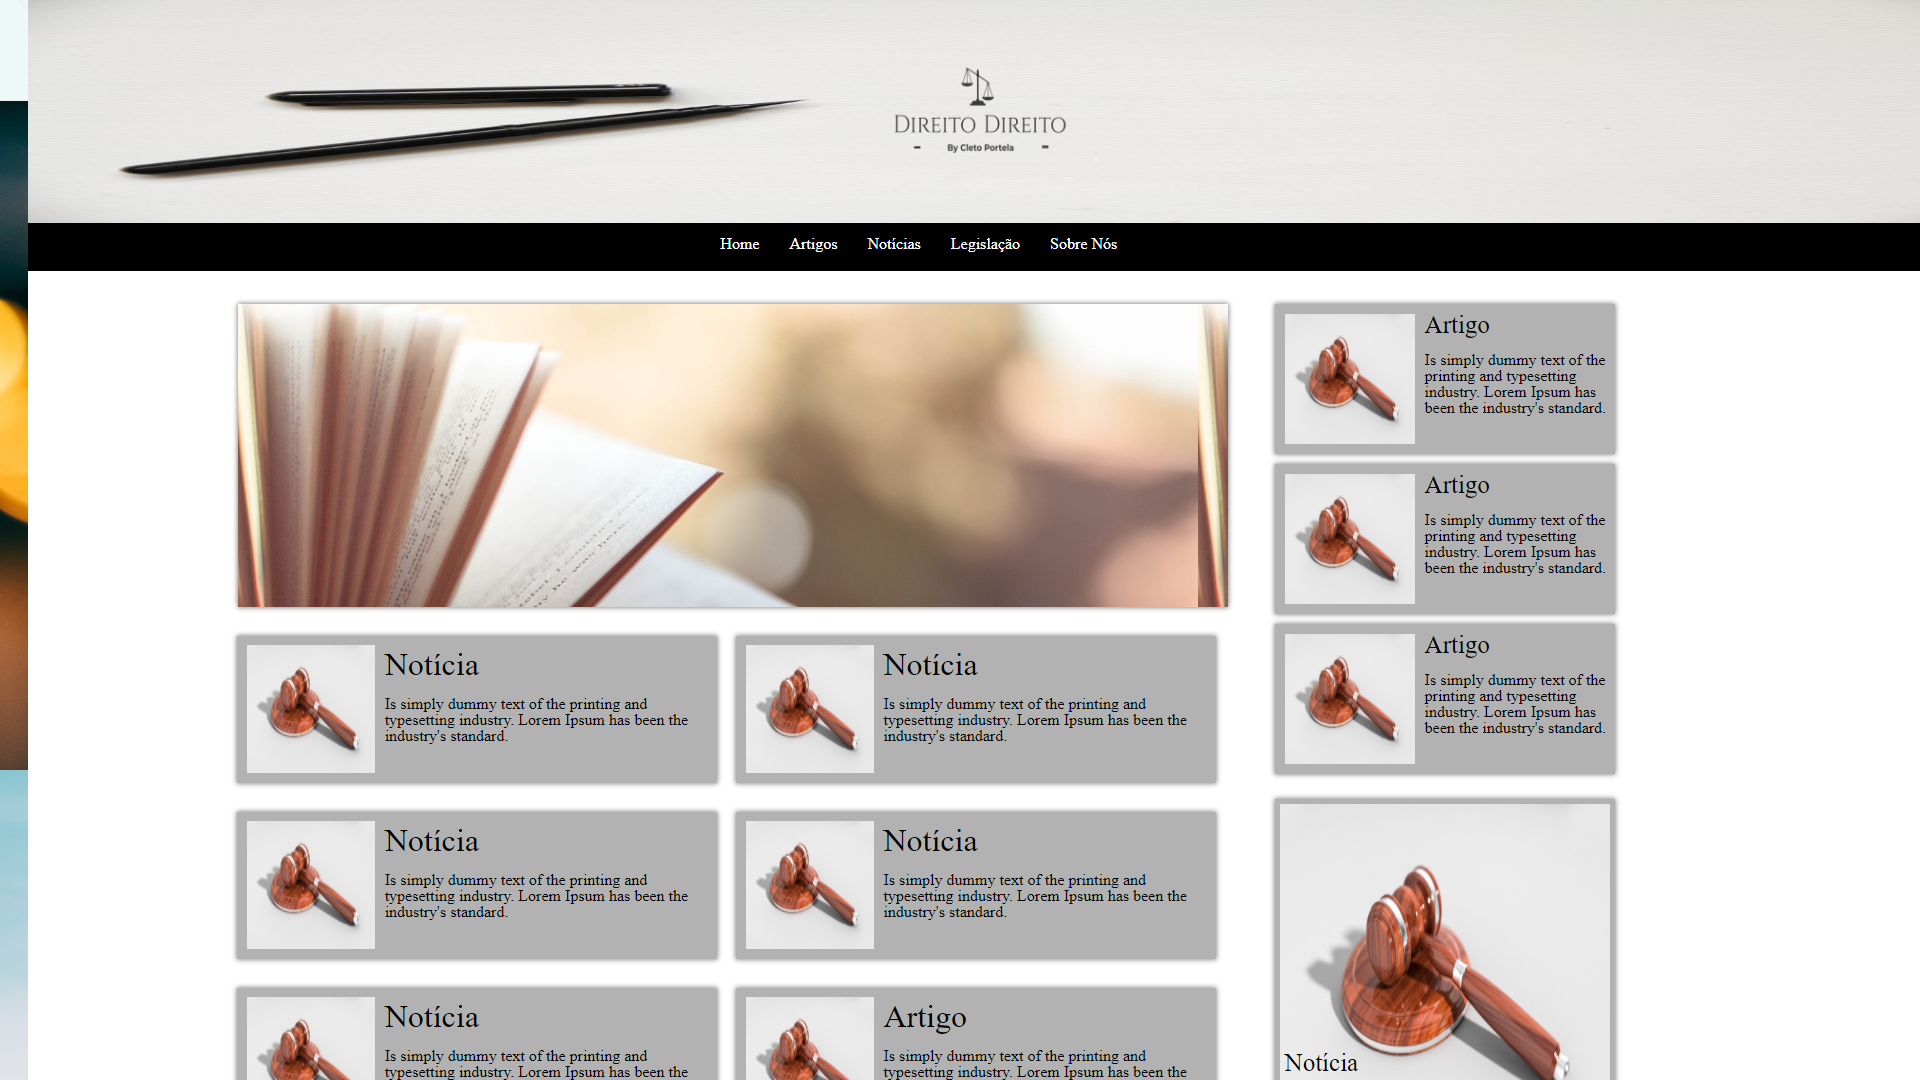 DIREITO DIREITO
By Cleto Portela
Home Artigos Notícias Legislação Sobre Nós
Artigo
Is simply dummy text of the
printing and typesetting
industry. Lorem Ipsum has
been the industry's standard.
Artigo
Is simply dummy text of the
printing and typesetting
industry. Lorem Ipsum has
been the industry's standard.
Artigo
Is simply dummy text of the
printing and typesetting
industry. Lorem Ipsum has
been the industry's standard.
Notícia
Is simply dummy text of the printing and
typesetting industry. Lorem Ipsum has been the
industry's standard.
Notícia
Is simply dummy text of the printing and
typesetting industry. Lorem Ipsum has been the
industry's standard.
Notícia
Is simply dummy text of the printing and
typesetting industry. Lorem Ipsum has been the
industry's standard.
Notícia
Is simply dummy text of the printing and
typesetting industry. Lorem Ipsum has been the
industry's standard.
Notícia
Is simply dummy text of the printing and
typesetting industry. Lorem Ipsum has been the
Artigo
Is simply dummy text of the printing and
typesetting industry. Lorem Ipsum has been the
Notícia